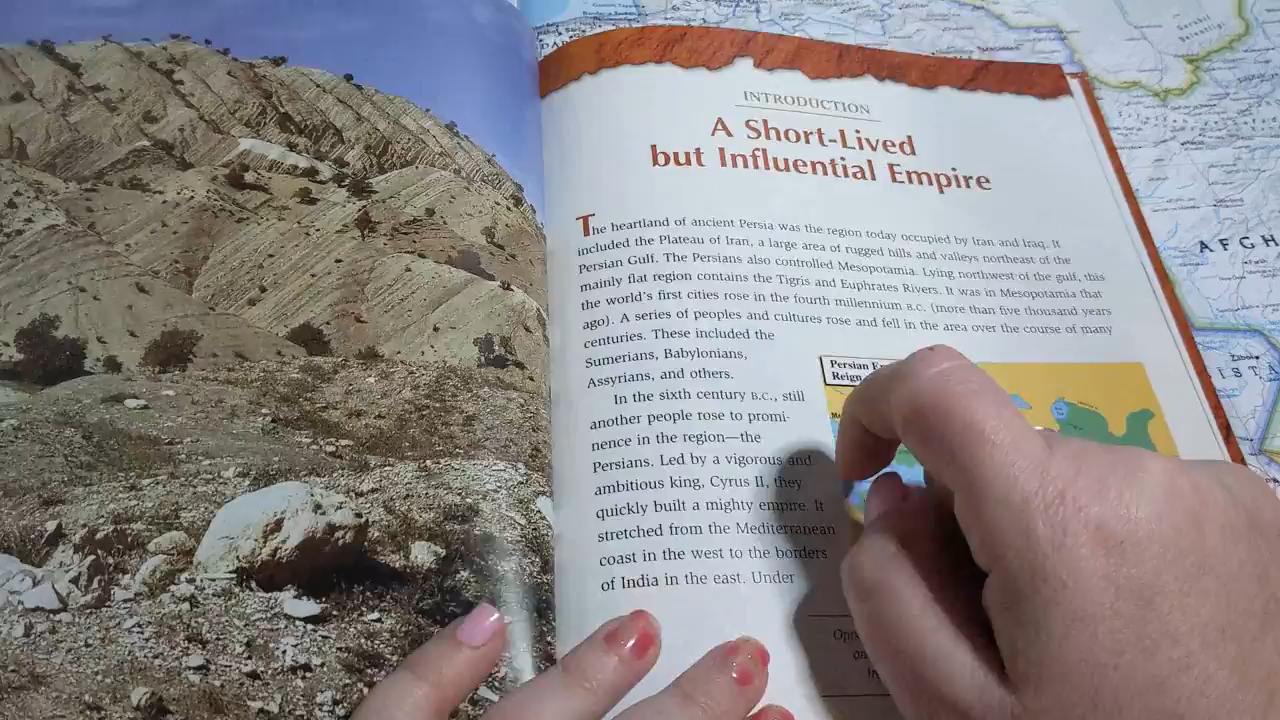 INTRODUCTION
A Short-Lived
but Influential Empire
The heartland of ancient Persia was the region today occupied by Iran and Iraq. It
included the Plateau of Iran, a large area of rugged hills and valleys northeast of the
Persian Gulf. The Persians also controlled Mesopotamia. Lying northwest of the gulf, this
mainly flat region contains the Tigris and Euphrates Rivers. It was in Mesopotamia that
the world's first cities rose in the fourth millennium B.C. (more than five thousand years
ago). A series of peoples and cultures rose and fell in the area over the course of many
centuries. These included the
Sumerians, Babylonians,
Assyrians, and others.
In the sixth century B.C., still
another people rose to promi-
nence in the region—the
Persians. Led by a vigorous and
ambitious king, Cyrus II, they
quickly built a mighty empire. It
stretched from the Mediterranean
coast in the west to the borders
of India in the east. Under
Persian
Reign
AFGH
ISTA